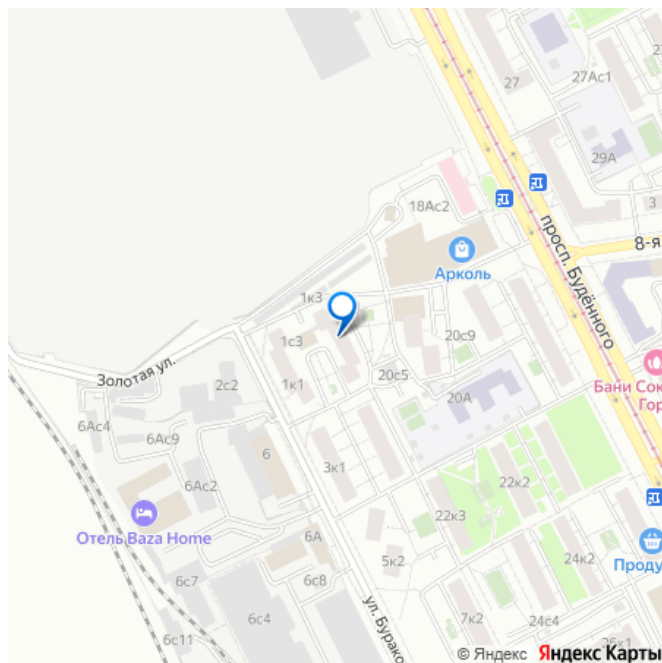 27
27Ас1
29А
3
18Ас2
просп. Будённого
8-я
Арколь
1к3
Золотая ул.
1с3
20с9
2с2
1к1
20с5
20А
Бани Сок
Гор
6Ас4
6Ас9
6
3к1
22к2
6Ас2
22к3
Отель Baza Home
6А
5к2
24к2
Проду
6с7
6с8
6с4
7к2
24с4
ул. Бурако
6с11
26к1
© Яндекс Яндекс Карты